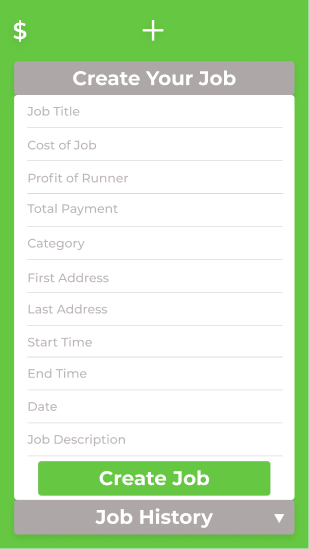 $ +
Create Your Job
Job Title
Cost of Job
Profit of Runner
Total Payment
Category
First Address
Last Address
Start Time
End Time
Date
Job Description
Create Job
Job History ▼